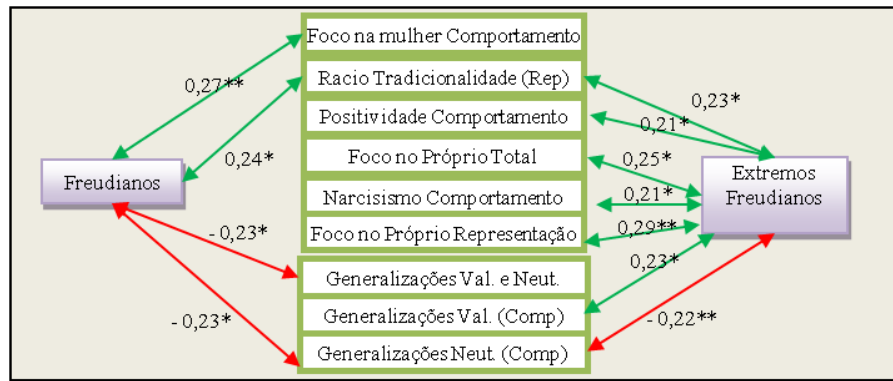 Foco na mulher Comportamento
0,27**
Racio Tradicionalidade (Rep)
0,23*
Positividade Comportamento
0,21*
0,24*
Foco no Próprio Total
0,25*
Freudianos
Extremos
Freudianos
Narcisismo Comportamento
0,21*
Foco no Próprio Representação
0,29**
- 0,23*
Generalizações Val. e Neut.
0,23*
Generalizações Val. (Comp)
- 0,23*
- 0,22**
Generalizações Neut. (Comp)